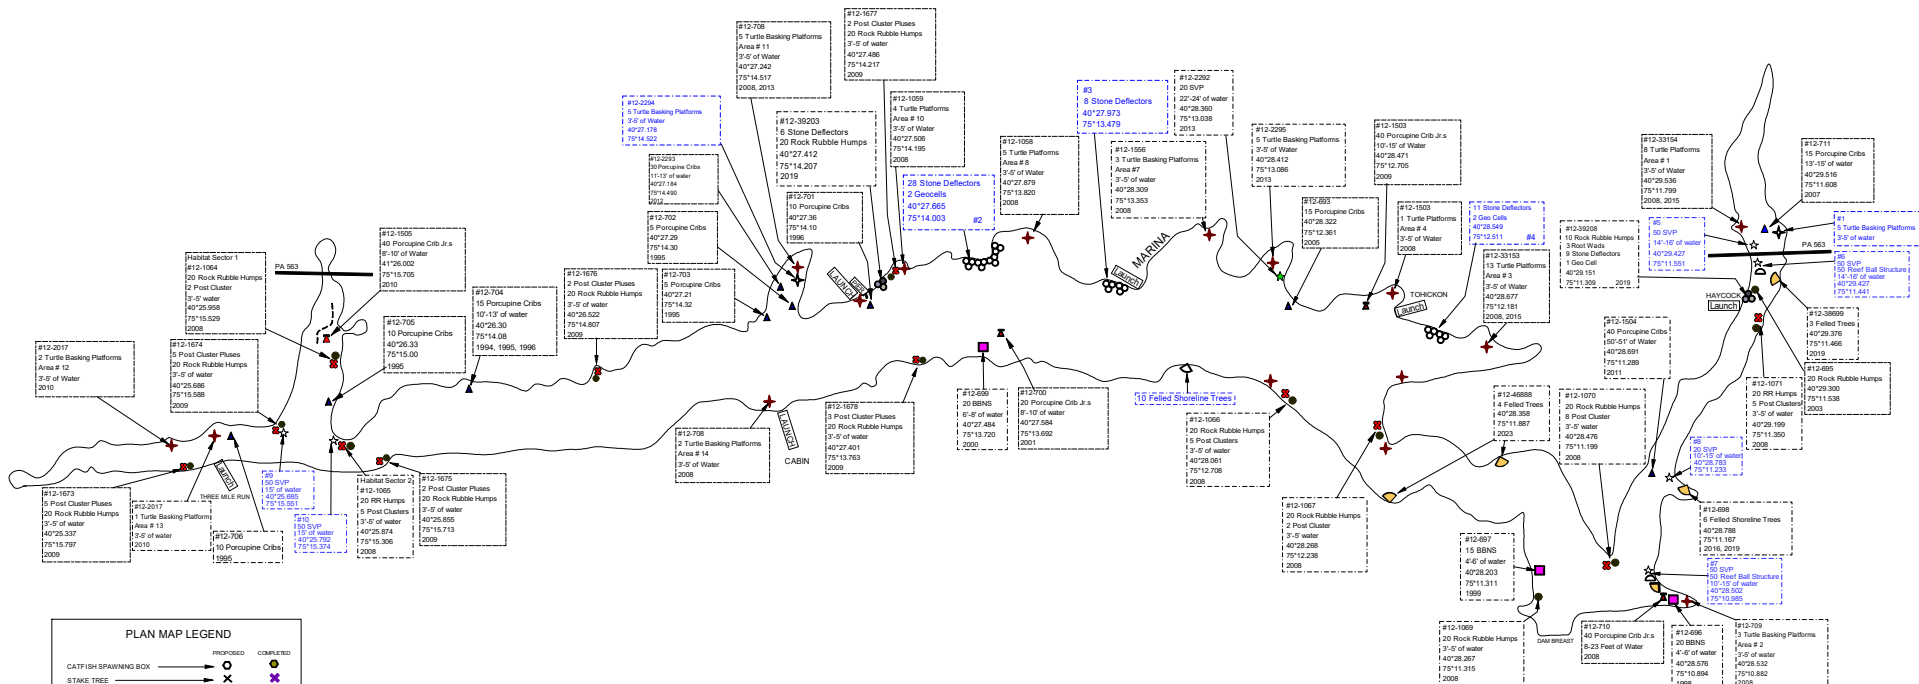 #12-708
5 Turtle Basking Platforms
Area # 11
3'-5' of Water
40°27.242
75°14.517
2008, 2013
#12-1677
2 Post Cluster Pluses
20 Rock Rubble Humps
3'-5' of water
40°27.486
75°14.217
2009
#12-2294
5 Turtle Basking Platforms
3-5' of Water
40°27.178
75°14.522
#12-39203
6 Stone Deflectors
20 Rock Rubble Humps
40°27.412
75°14.207
2019
#12-1059
4 Turtle Platforms
Area # 10
3'-5' of Water
40°27.506
75°14.195
2008
#12-1058
5 Turtle Platforms
Area # 8
3'-5' of Water
40°27.879
75°13.820
2008
#3
8 Stone Deflectors
40°27.973
75°13.479
#12-2292
20 SVP
22'-24' of water
40°28.360
75°13.038
2013
#12-1556
3 Turtle Basking Platforms
Area #7
3'-5' of water
40°28.309
75°13.353
2008
#12-2295
5 Turtle Basking Platforms
3'-5' of Water
40°28.412
75°13.086
2013
#12-1503
40 Porcupine Crib Jr.s
10'-15' of Water
40°28.471
75°12.705
2009
#12-33154
8 Turtle Platforms
Area # 1
3'-5' of Water
40°29.536
75°11.799
2008, 2015
#12-711
15 Porcupine Cribs
13'-15' of water
40°29.516
75°11.608
2007
#12-2293
30 Porcupine Cribs
11'-13' of water
40°27.184
75°14.490
2012
28 Stone Deflectors
2 Geocells
40°27.665
75°14.003
#2
#12-702
5 Porcupine Cribs
40°27.29
75°14.30
1995
#12-701
10 Porcupine Cribs
40°27.36
75°14.10
1996
#12-693
15 Porcupine Cribs
40°28.322
75°12.361
2005
#12-1503
1 Turtle Platforms
Area # 4
3'-5' of water
2008
11 Stone Deflectors
2 Geo Cells
40°28.549
75°12.511
#4
#12-39208
10 Rock Rubble Humps
3 Root Wads
9 Stone Deflectors
1 Geo Cell
40°29.151
75°11.309
2019
#5
50 SVP
14'-16' of water
40°29.427
75°11.551
#1
5 Turtle Basking Platforms
3'-5' of water
PA 563
#6
50 SVP
50 Reef Ball Structure
14'-16' of water
40°29.427
75°11.441
#12-1505
40 Porcupine Crib Jr.s
8'-10' of Water
41°26.002
75°15.705
2010
Habitat Sector 1
#12-1064
20 Rock Rubble Humps
2 Post Cluster
3'-5' water
40°25.958
75°15.529
2008
PA 563
#12-703
5 Porcupine Cribs
40°27.21
75°14.32
1995
#12-1676
2 Post Cluster Pluses
20 Rock Rubble Humps
3'-5' of water
40°26.522
75°14.807
2009
#12-704
15 Porcupine Cribs
10'-13' of water
40°26.30
75°14.08
1994, 1995, 1996
#12-705
10 Porcupine Cribs
40°26.33
75°15.00
1995
LAUNCH
MARINA
Launch
TOHICKON
Launch
#12-33153
13 Turtle Platforms
Area # 3
3'-5' of Water
40°28.677
75°12.181
2008, 2015
HAYCOCK
Launch
#12-38699
3 Felled Trees
40°29.376
75°11.466
2019
#12-1504
40 Porcupine Cribs
50'-51' of Water
40°28.691
75°11.289
2011
#12-2017
2 Turtle Basking Platforms
Area # 12
3'-5' of Water
2010
#12-1674
5 Post Cluster Pluses
20 Rock Rubble Humps
3'-5' of water
40°25.686
75°15.588
2009
#12-695
20 Rock Rubble Humps
40°29.300
75°11.538
2003
#12-1071
20 RR Humps
5 Post Clusters
3'-5' of water
40°29.199
75°11.350
2008
#12-699
20 BBNS
6'-8' of water
40°27.484
75°13.720
2000
#12-700
20 Porcupine Crib Jr.s
8'-10' of water
40°27.584
75°13.692
2001
10 Felled Shoreline Trees
#12-46888
4 Felled Trees
40°28.358
75°11.887
2023
#12-1070
20 Rock Rubble Humps
8 Post Cluster
3'-5' water
40°28.476
75°11.199
2008
#12-1678
3 Post Cluster Pluses
20 Rock Rubble Humps
3'-5' of water
40°27.401
75°13.763
2009
#12-1066
20 Rock Rubble Humps
5 Post Clusters
3'-5' of water
40°28.061
75°12.708
2008
#12-708
2 Turtle Basking Platforms
Area # 14
3'-5' of Water
2008
LAUNCH
CABIN
#8
20 SVP
10'-15' of water
40°28.783
75°11.233
Launch
THREE MILE RUN
#9
50 SVP
15' of water
40°25.685
75°15.551
Habitat Sector 2
#12-1065
20 RR Humps
5 Post Clusters
3'-5' of water
40°25.874
75°15.306
2008
#12-1675
2 Post Cluster Pluses
20 Rock Rubble Humps
3'-5' of water
40°25.855
75°15.713
2009
#12-1673
5 Post Cluster Pluses
20 Rock Rubble Humps
3'-5' of water
40°25.337
75°15.797
2009
#12-2017
1 Turtle Basking Platform
Area # 13
3'-5' of water
2010
#12-706
10 Porcupine Cribs
1995
#10
50 SVP
15' of water
40°25.792
75°15.374
#12-1067
20 Rock Rubble Humps
2 Post Cluster
3'-5' water
40°28.268
75°12.238
2008
#12-697
15 BBNS
4'-6' of water
40°28.203
75°11.311
1999
#12-698
6 Felled Shoreline Trees
40°28.788
75°11.167
2016, 2019
#7
50 SVP
50 Reef Ball Structure
10'-15' of water
40°28.502
75°10.985
#12-1069
20 Rock Rubble Humps
3'-5' of water
40°28.267
75°11.315
2008
DAM BREAST
#12-710
40 Porcupine Crib Jr.s
8-23 Feet of Water
2008
#12-696
20 BBNS
4'-6' of water
40°28.576
75°10.894
1998
#12-709
3 Turtle Basking Platforms
Area # 2
3'-5' of water
40°28.532
75°10.882
2008
PLAN MAP LEGEND
PROPOSED COMPLETED
CATFISH SPAWNING BOX
STAKE TREE